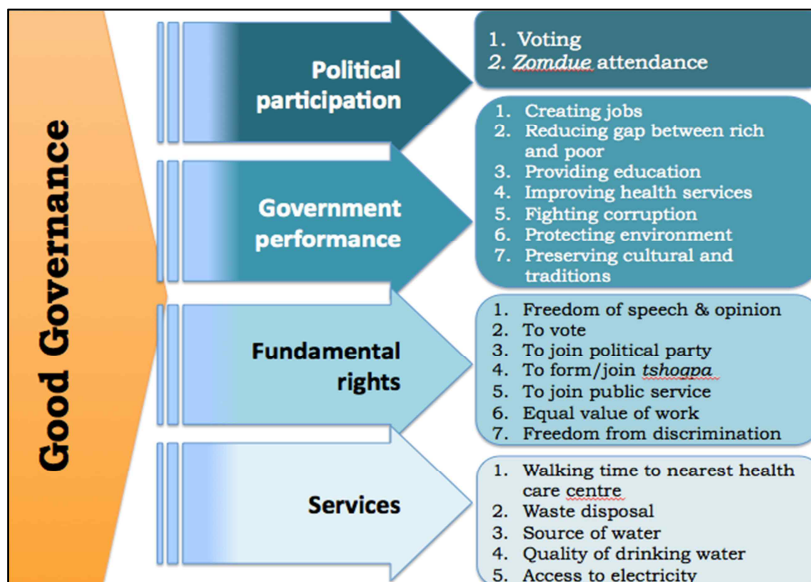 Good Governance
Political
participation
1. Voting
2. Zomdue attendance
Government
performance
1. Creating jobs
2. Reducing gap between rich
and poor
3. Providing education
4. Improving health services
5. Fighting corruption
6. Protecting environment
7. Preserving cultural and
traditions
Fundamental
rights
1. Freedom of speech & opinion
2. To vote
3. To join political party
4. To form/join tshogpa
5. To join public service
6. Equal value of work
7. Freedom from discrimination
Services
1. Walking time to nearest health
care centre
2. Waste disposal
3. Source of water
4. Quality of drinking water
5. Access to electricity